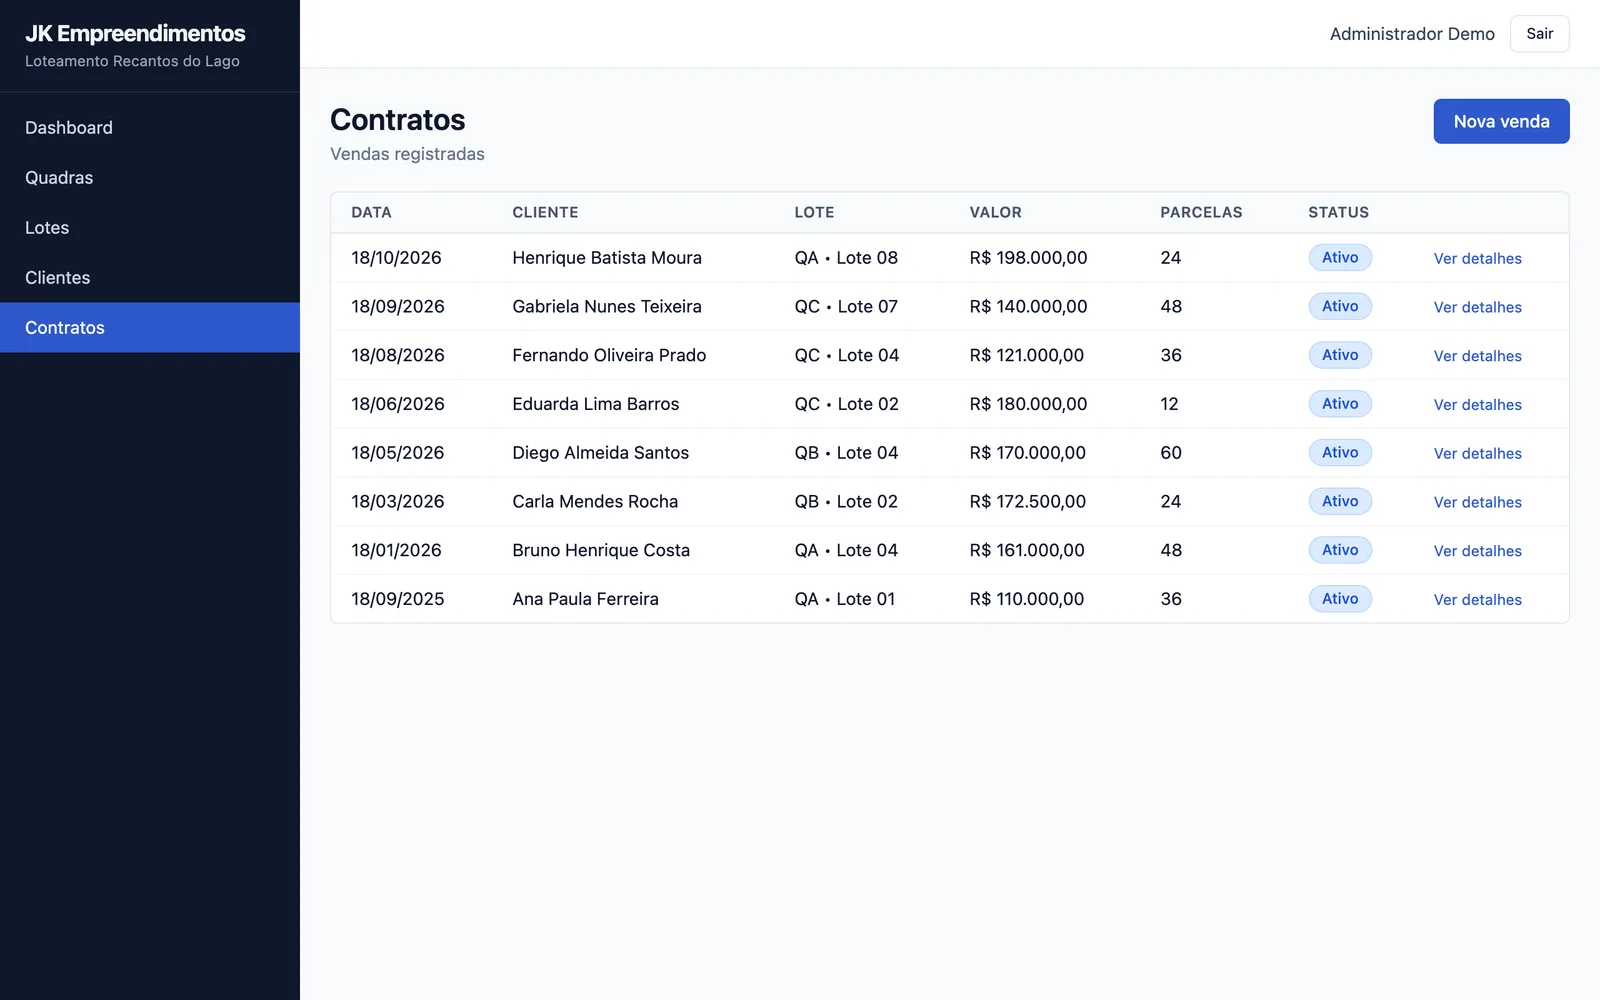 JK Empreendimentos
Loteamento Recantos do Lago
Dashboard
Quadras
Lotes
Clientes
Contratos
Administrador Demo Sair
Contratos
Vendas registradas
Nova venda
DATA CLIENTE LOTE VALOR PARCELAS STATUS
18/10/2026 Henrique Batista Moura QA • Lote 08 R$ 198.000,00 24 Ativo Ver detalhes
18/09/2026 Gabriela Nunes Teixeira QC • Lote 07 R$ 140.000,00 48 Ativo Ver detalhes
18/08/2026 Fernando Oliveira Prado QC • Lote 04 R$ 121.000,00 36 Ativo Ver detalhes
18/06/2026 Eduarda Lima Barros QC • Lote 02 R$ 180.000,00 12 Ativo Ver detalhes
18/05/2026 Diego Almeida Santos QB • Lote 04 R$ 170.000,00 60 Ativo Ver detalhes
18/03/2026 Carla Mendes Rocha QB • Lote 02 R$ 172.500,00 24 Ativo Ver detalhes
18/01/2026 Bruno Henrique Costa QA • Lote 04 R$ 161.000,00 48 Ativo Ver detalhes
18/09/2025 Ana Paula Ferreira QA • Lote 01 R$ 110.000,00 36 Ativo Ver detalhes